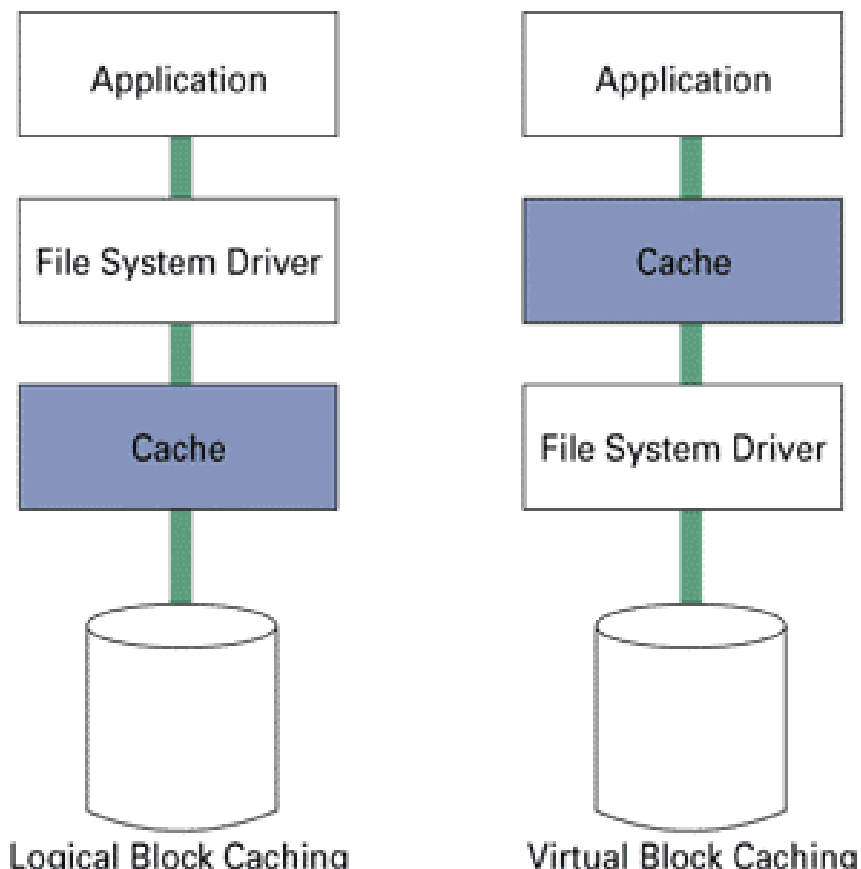 Application
File System Driver
Cache
Logical Block Caching
Application
Cache
File System Driver
Virtual Block Caching